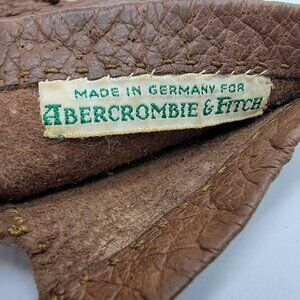 MADE IN GERMANY FOR
ABERCROMBIE & FITCH